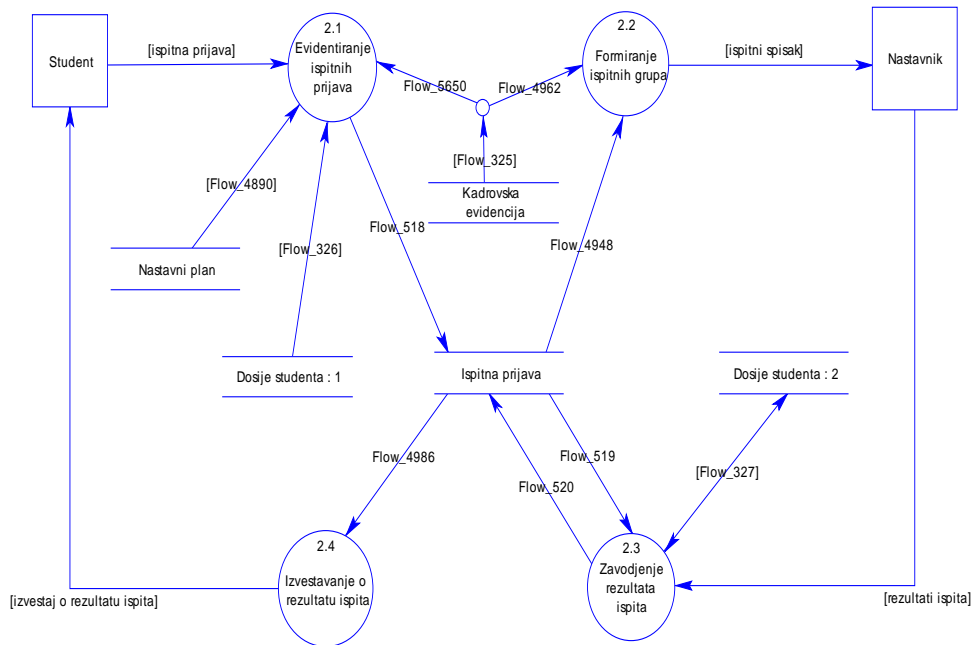 2.1
Evidentiranje
ispitnih
prijava
2.2
Formiranje
ispitnih grupa
Student
[ispitna prijava]
[ispitni spisak]
Nastavnik
Flow_5650
Flow_4962
[Flow_325]
Kadrovska
evidencija
[Flow_4890]
Flow_518
[Flow_326]
Flow_4948
Nastavni plan
Dosije studenta : 1
Ispitna prijava
Dosije studenta : 2
Flow_4986
Flow_519
[Flow_327]
Flow_520
2.4
Izvestavanje o
rezultatu ispita
2.3
Zavodjenje
rezultata
ispita
[izvestaj o rezultatu ispita]
[rezultati ispita]